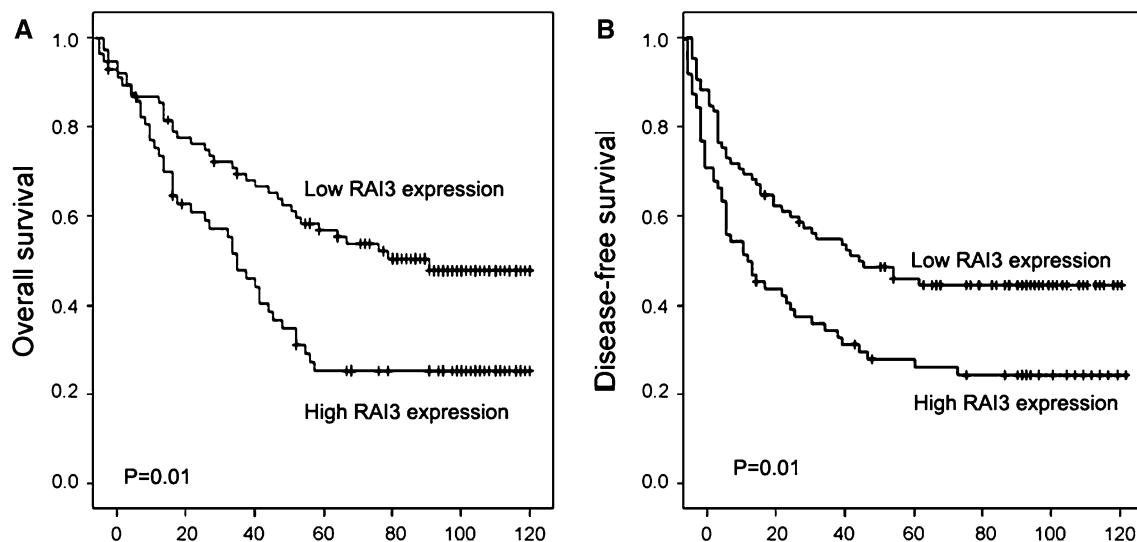 A
Overall survival
1.0
0.8
0.6
0.4
0.2
0.0
Low RAI3 expression
High RAI3 expression
P=0.01
0 20 40 60 80 100 120
B
Disease-free survival
1.0
0.8
0.6
0.4
0.2
0.0
Low RAI3 expression
High RAI3 expression
P=0.01
0 20 40 60 80 100 120